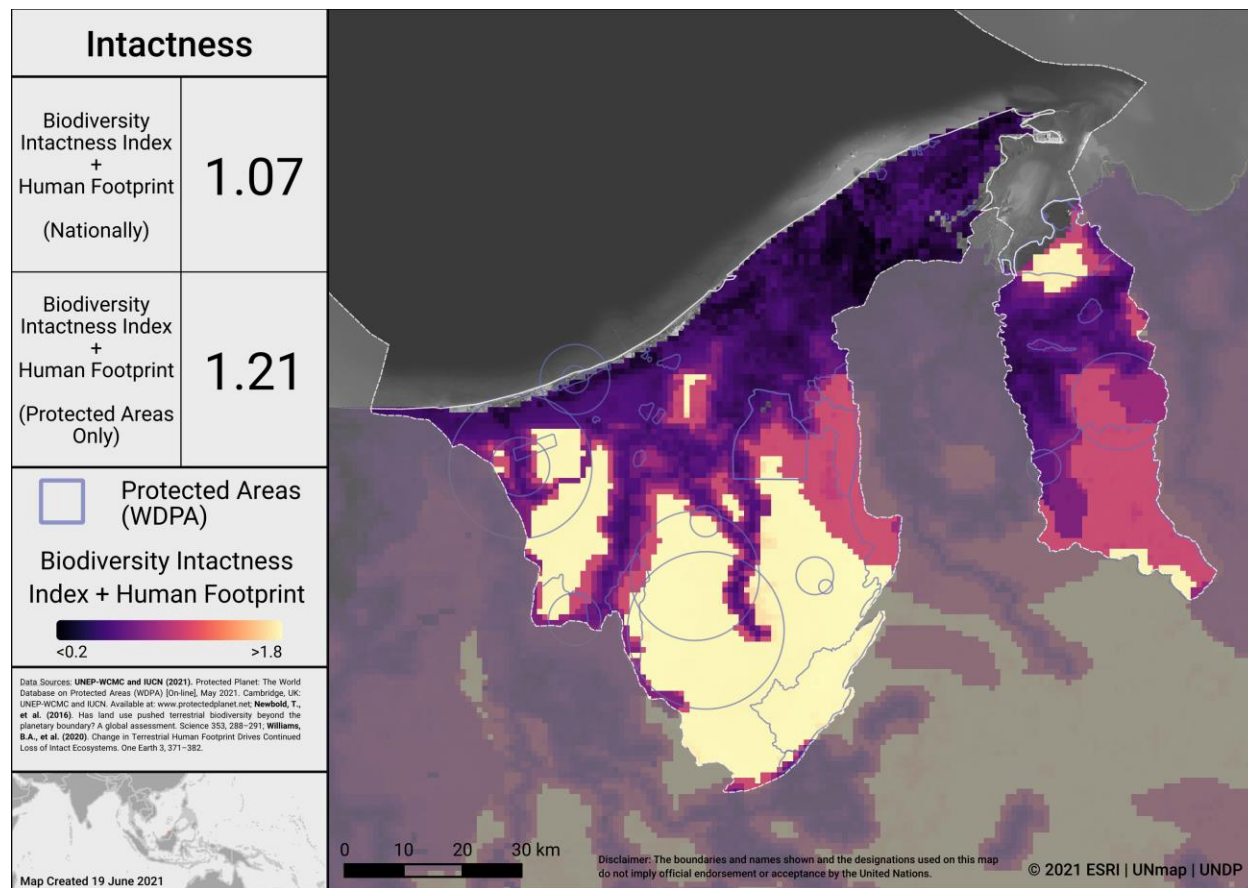 Intactness
Biodiversity
Intactness Index
+
Human Footprint
(Nationally)
1.07
Biodiversity
Intactness Index
+
Human Footprint
(Protected Areas
Only)
1.21
Protected Areas
(WDPA)
Biodiversity Intactness
Index + Human Footprint
<0.2
>1.8
Data Sources: UNEP-WCMC and IUCN (2021). Protected Planet: The World
Database on Protected Areas (WDPA) [On-line], May 2021. Cambridge, UK:
UNEP-WCMC and IUCN. Available at: www.protectedplanet.net; Newbold, T.,
et al. (2016). Has land use pushed terrestrial biodiversity beyond the
planetary boundary? A global assessment. Science 353, 288–291; Williams,
B.A., et al. (2020). Change in Terrestrial Human Footprint Drives Continued
Loss of Intact Ecosystems. One Earth 3, 371–382.
Map Created 19 June 2021
0 10 20 30 km
Disclaimer: The boundaries and names shown and the designations used on this map
do not imply official endorsement or acceptance by the United Nations.
© 2021 ESRI | UNmap | UNDP